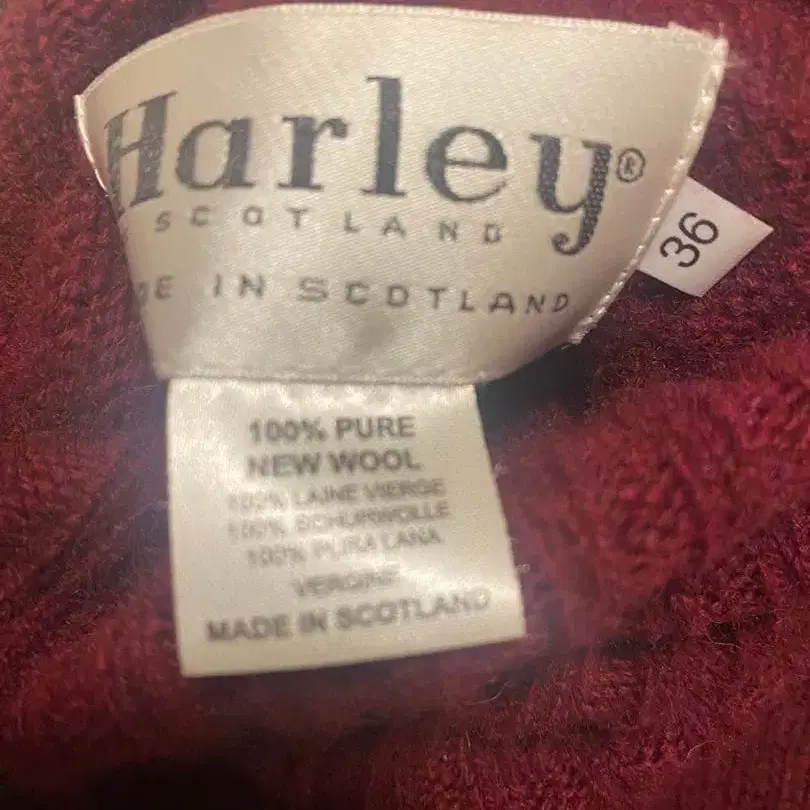 Harley®
SCOTLAND
DE IN SCOTLAND
36
100% PURE
NEW WOOL
100% LAINE VIERGE
100% SCHURWOLLE
100% PURA LANA
VERGINE
MADE IN SCOTLAND